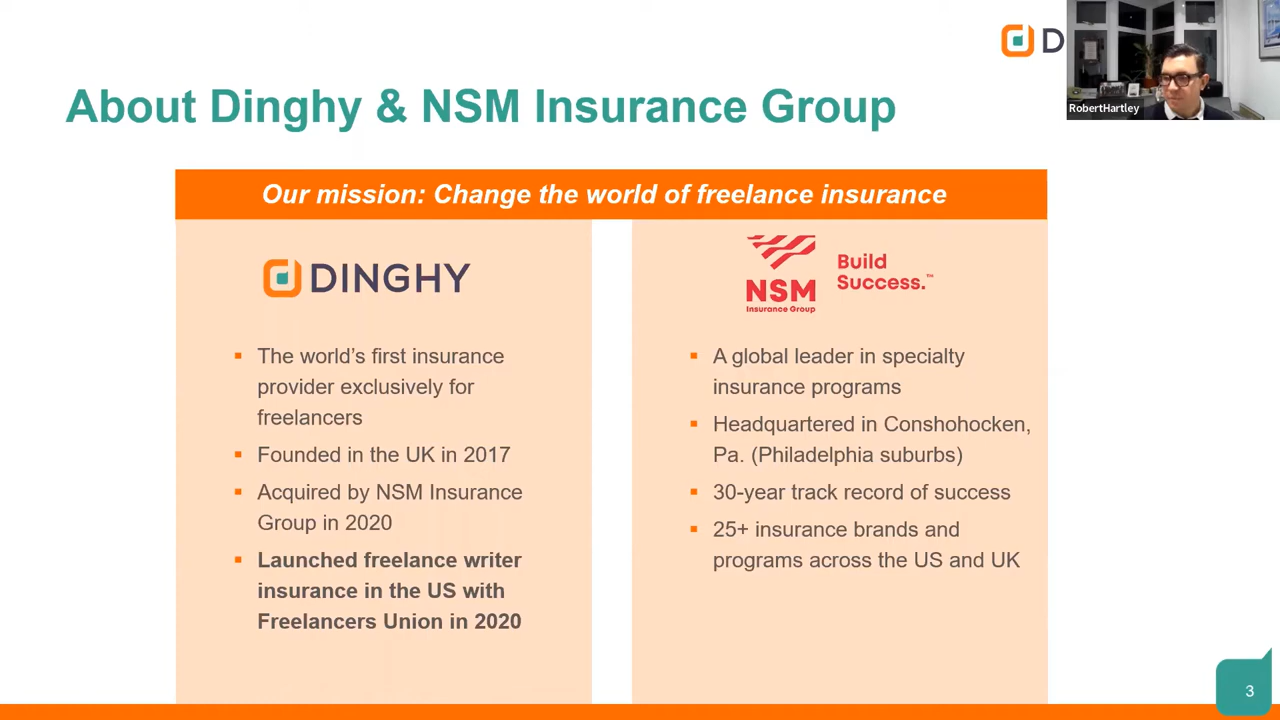 D
RobertHartley
About Dinghy & NSM Insurance Group
Our mission: Change the world of freelance insurance
DINGHY
The world's first insurance
provider exclusively for
freelancers
Founded in the UK in 2017
Acquired by NSM Insurance
Group in 2020
Launched freelance writer
insurance in the US with
Freelancers Union in 2020
NSM
Insurance Group
Build
Success.™
A global leader in specialty
insurance programs
Headquartered in Conshohocken,
Pa. (Philadelphia suburbs)
30-year track record of success
25+ insurance brands and
programs across the US and UK
3